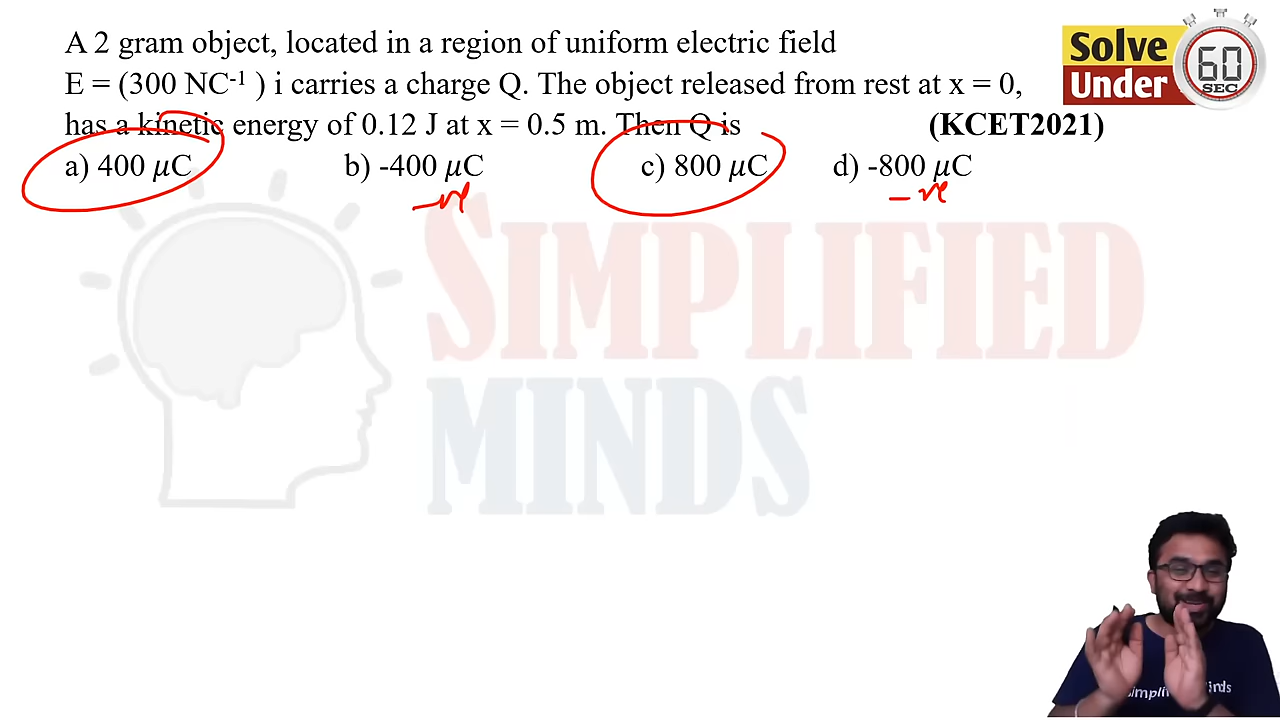 A 2 gram object, located in a region of uniform electric field
E = (300 NC⁻¹ ) i carries a charge Q. The object released from rest at x = 0,
has a kinetic energy of 0.12 J at x = 0.5 m. Then Q is (KCET2021)
a) 400 𝜇C b) -400 𝜇C c) 800 𝜇C d) -800 𝜇C
-ve -ve
Solve
Under
60
SEC
SIMPLIFIED
MINDS